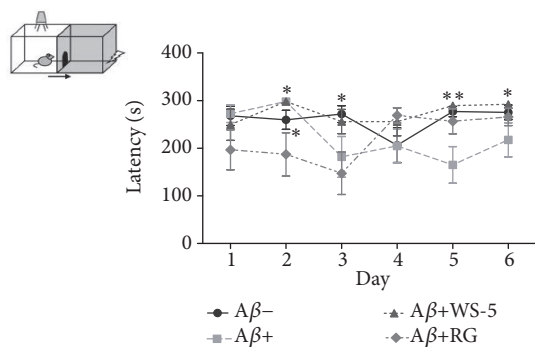 400
300
200
100
0
Latency (s)
* * ** *
*
1 2 3 4 5 6
Day
Aβ− Aβ+WS-5
Aβ+ Aβ+RG